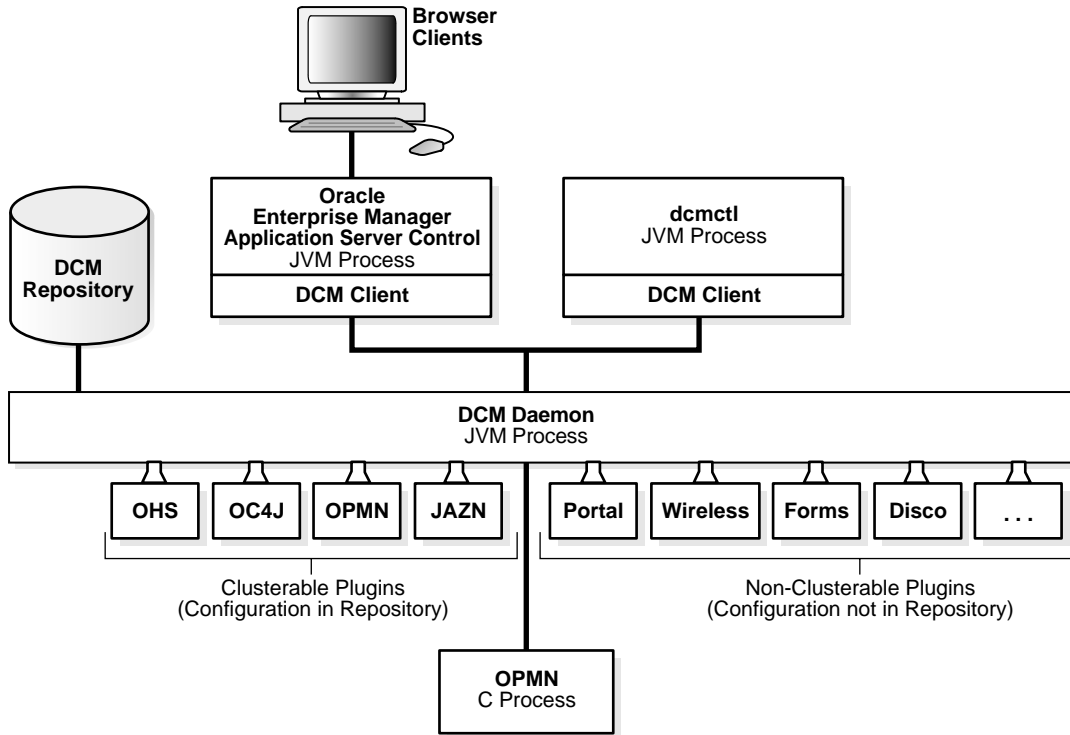 Browser
Clients
Oracle
Enterprise Manager
Application Server Control
JVM Process
DCM Client
dcmctl
JVM Process
DCM Client
DCM
Repository
DCM Daemon
JVM Process
OHS
OC4J
OPMN
JAZN
Portal
Wireless
Forms
Disco
. . .
Clusterable Plugins
(Configuration in Repository)
Non-Clusterable Plugins
(Configuration not in Repository)
OPMN
C Process